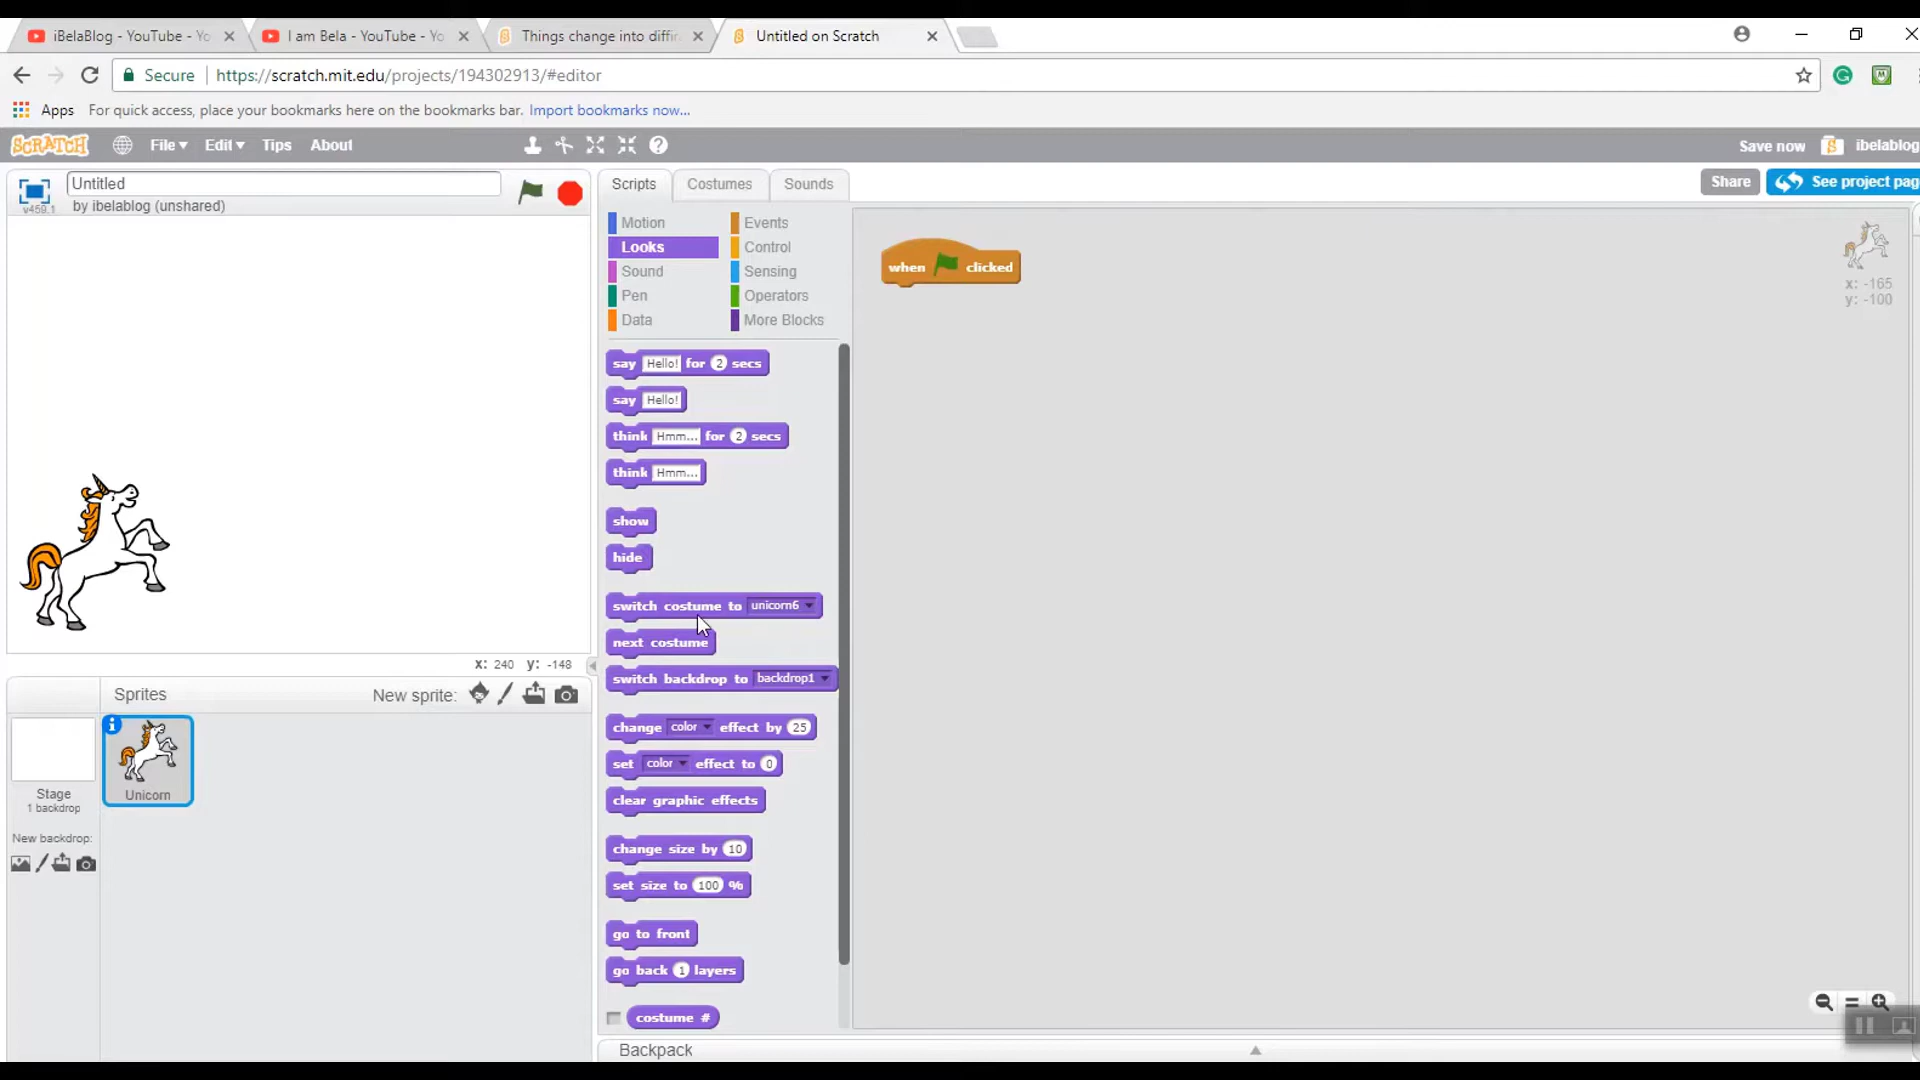 iBelaBlog - YouTube - Yo
I am Bela - YouTube - Yo
Things change into diffir
Untitled on Scratch
Secure
https://scratch.mit.edu/projects/194302913/#editor
Apps
For quick access, place your bookmarks here on the bookmarks bar. Import bookmarks now...
SCRATCH
File
Edit
Tips
About
Save now
ibelablog
Untitled
by ibelablog (unshared)
v459.1
Scripts
Costumes
Sounds
Share
See project pag
Motion
Events
Looks
Control
Sound
Sensing
Pen
Operators
Data
More Blocks
when clicked
x: -165
y: -100
say Hello! for 2 secs
say Hello!
think Hmm... for 2 secs
think Hmm...
show
hide
switch costume to unicorn6
next costume
switch backdrop to backdrop1
change color effect by 25
set color effect to 0
clear graphic effects
change size by 10
set size to 100 %
go to front
go back 1 layers
costume #
x: 240 y: -148
Sprites
New sprite:
Stage
1 backdrop
Unicorn
New backdrop:
Backpack